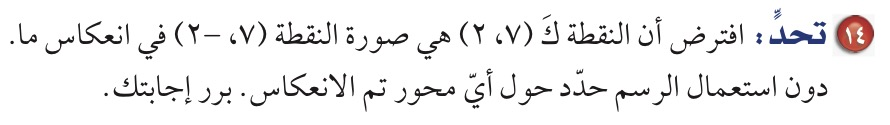 ١٤ تحدٍّ: افترض أن النقطة كَ (٧، ٢) هي صورة النقطة (٧، –٢) في انعكاس ما.
دون استعمال الرسم حدّد حول أيّ محور تم الانعكاس. برر إجابتك.